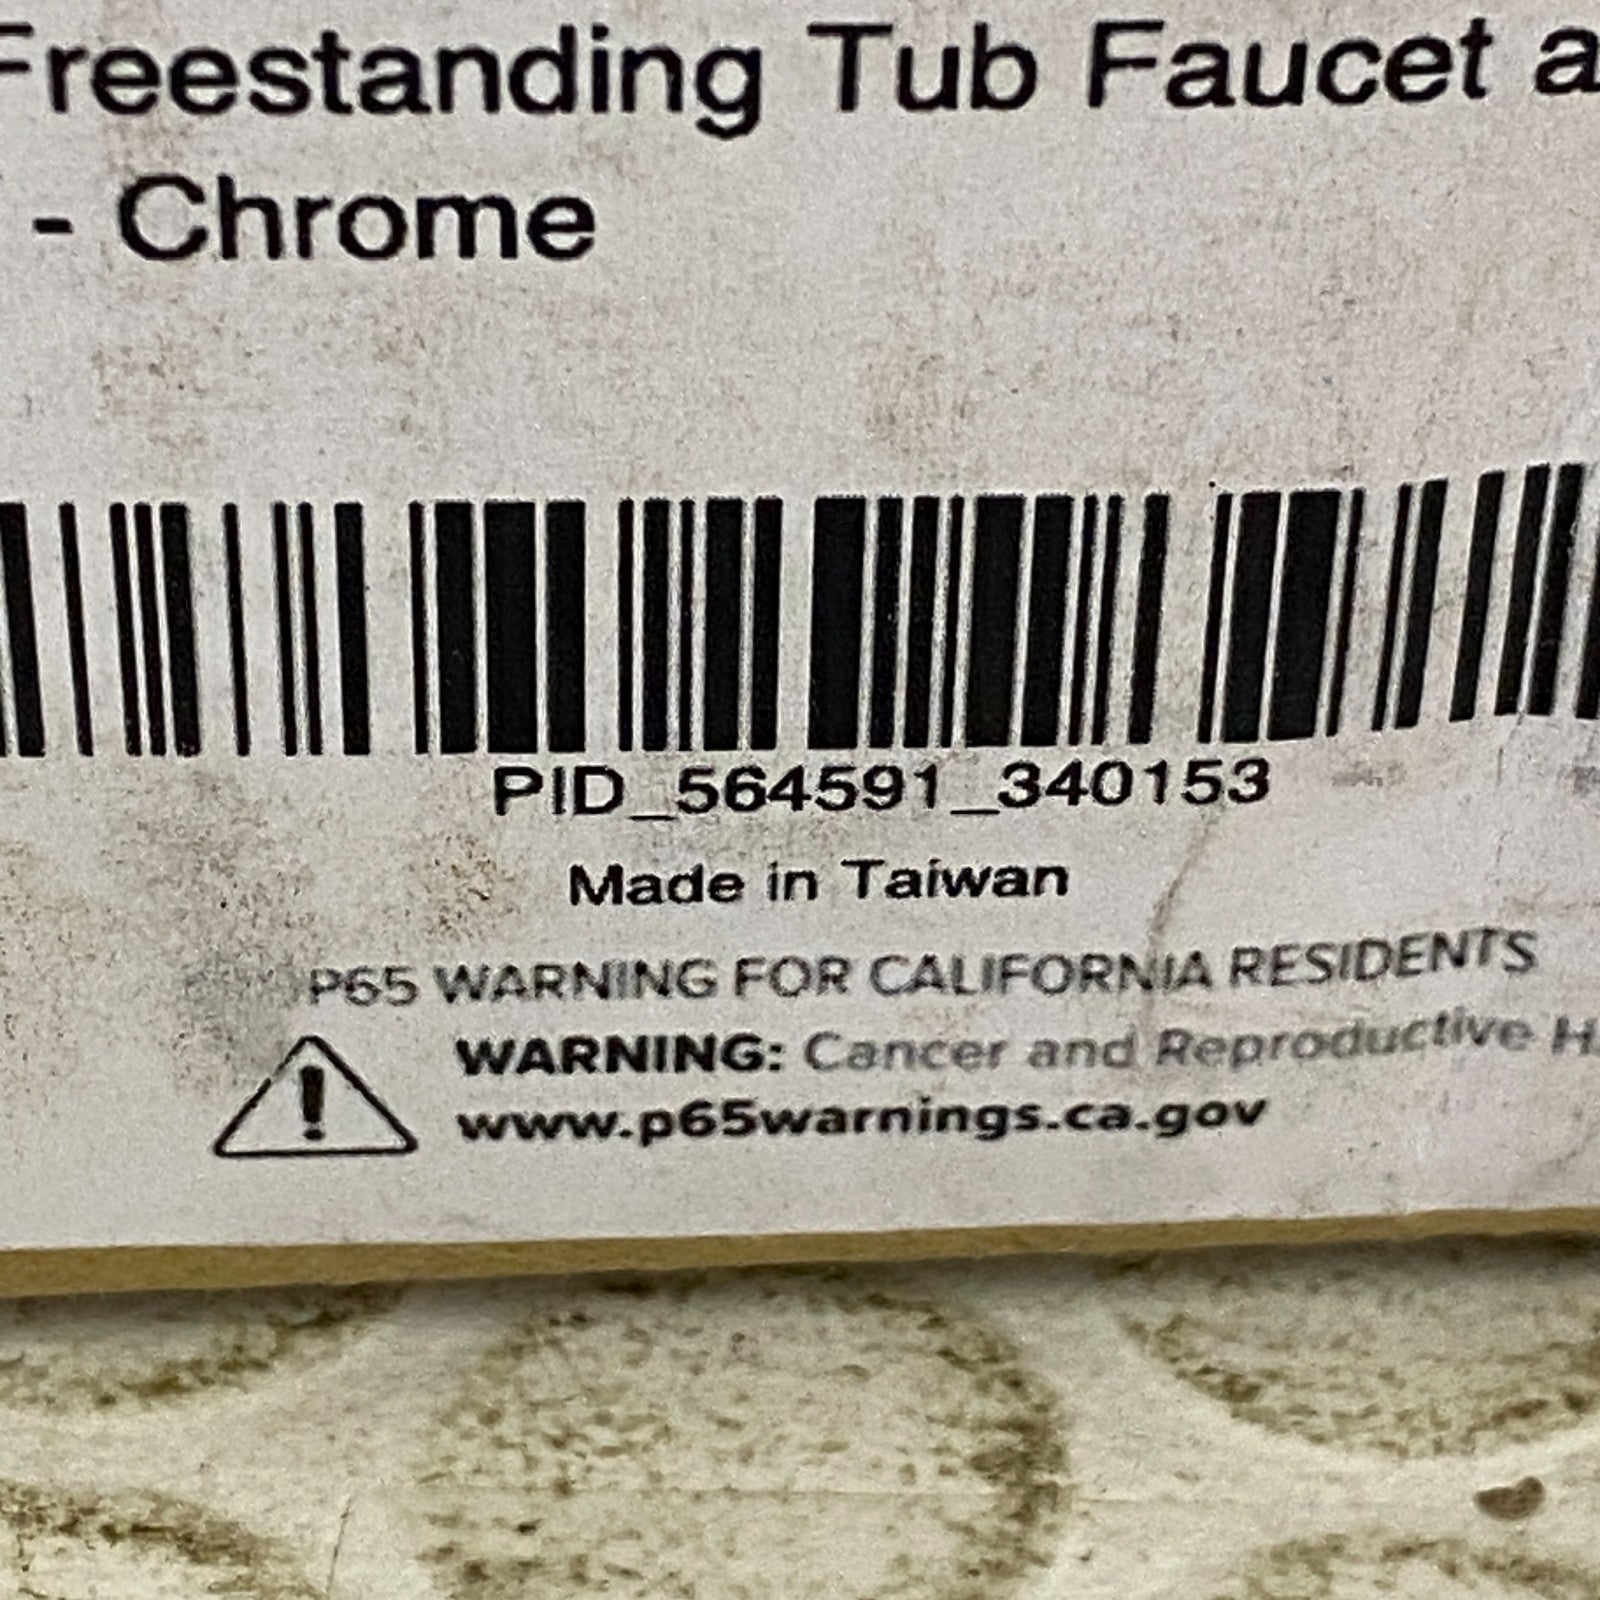 Freestanding Tub Faucet a
- Chrome
PID_564591_340153
Made in Taiwan
P65 WARNING FOR CALIFORNIA RESIDENTS
WARNING: Cancer and Reproductive H
www.p65warnings.ca.gov